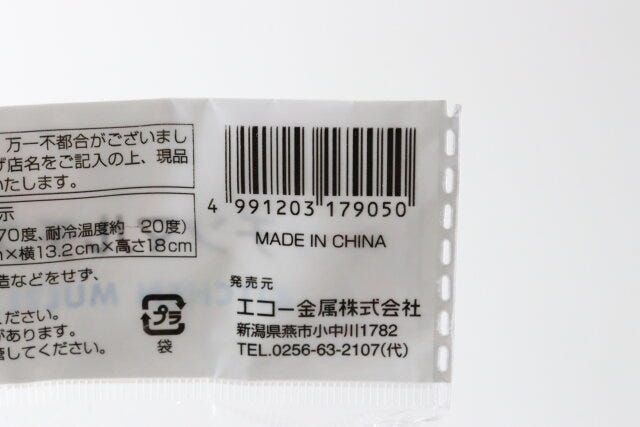 万一不都合がございまし
店名をご記入の上、現品
いたします。
示
70度、耐冷温度約 20度)
×横13.2cm×高さ18cm
造などをせず、
ください。
があります。
管してください。
プラ
袋
4 991203 179050
MADE IN CHINA
発売元
エコー金属株式会社
新潟県燕市小中川1782
TEL.0256-63-2107(代)